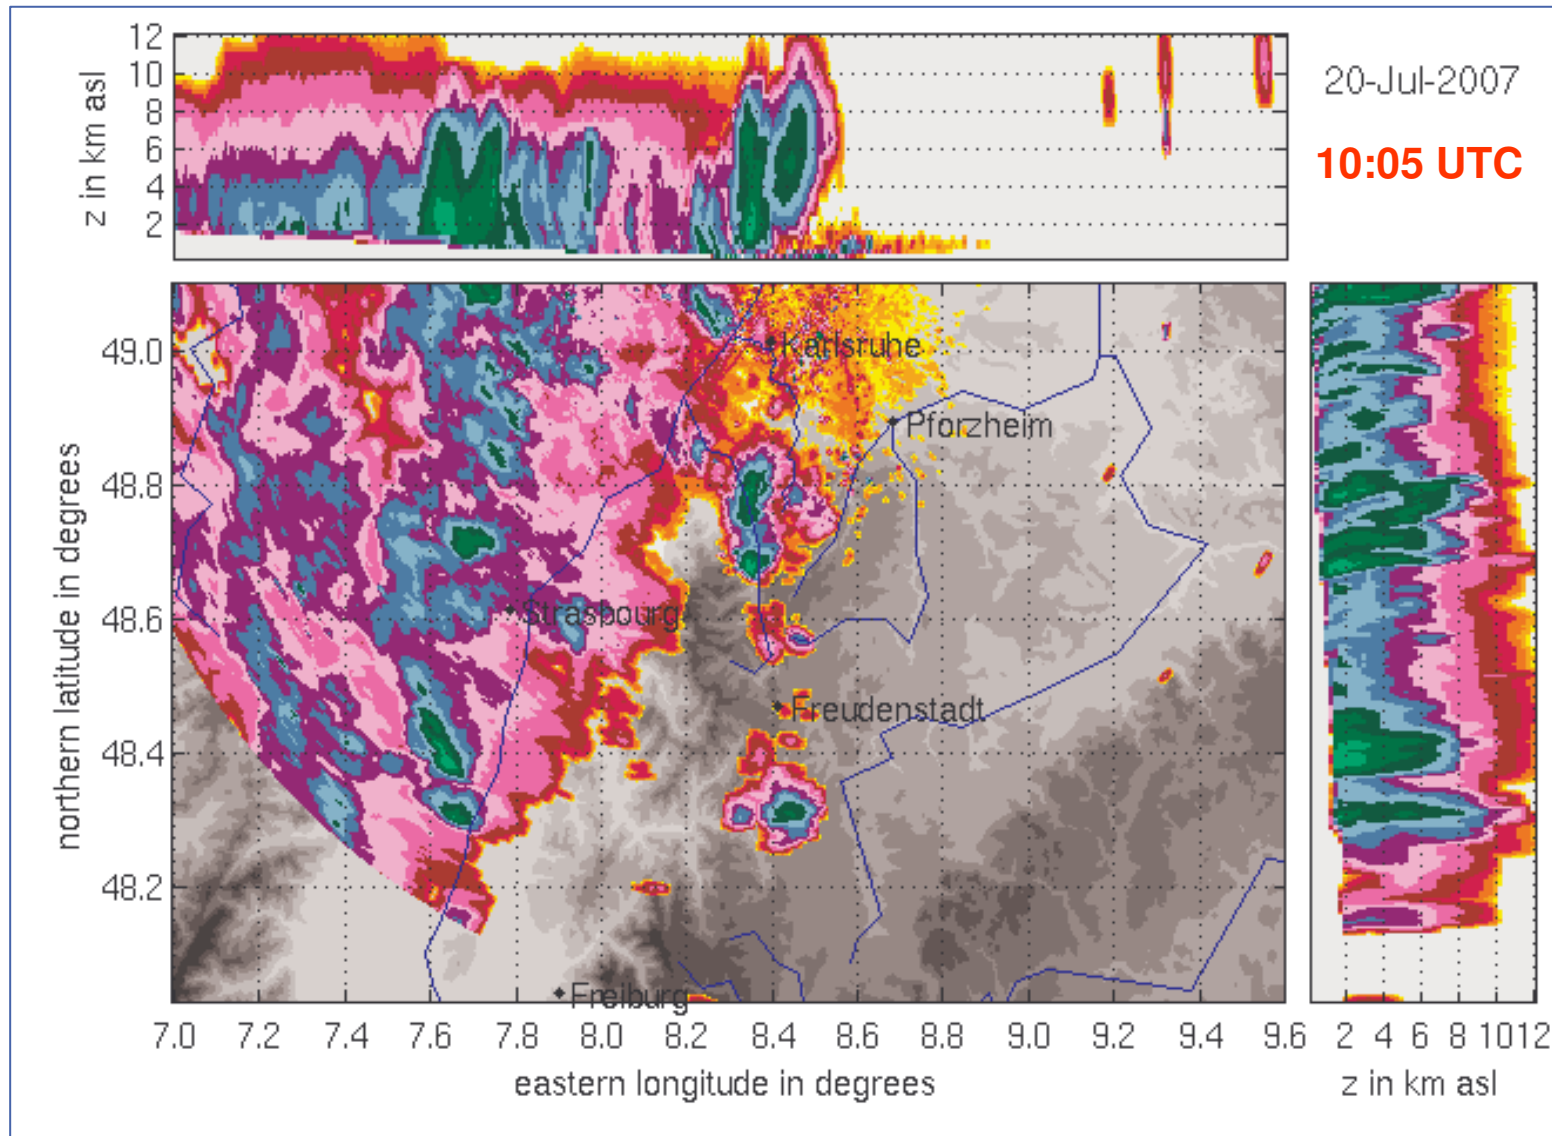 12
10
8
6
4
2
z in km asl
20-Jul-2007
10:05 UTC
49.0
48.8
48.6
48.4
48.2
northern latitude in degrees
Karlsruhe
Pforzheim
Strasbourg
Freudenstadt
Freiburg
7.0 7.2 7.4 7.6 7.8 8.0 8.2 8.4 8.6 8.8 9.0 9.2 9.4 9.6
eastern longitude in degrees
2 4 6 8 10 12
z in km asl